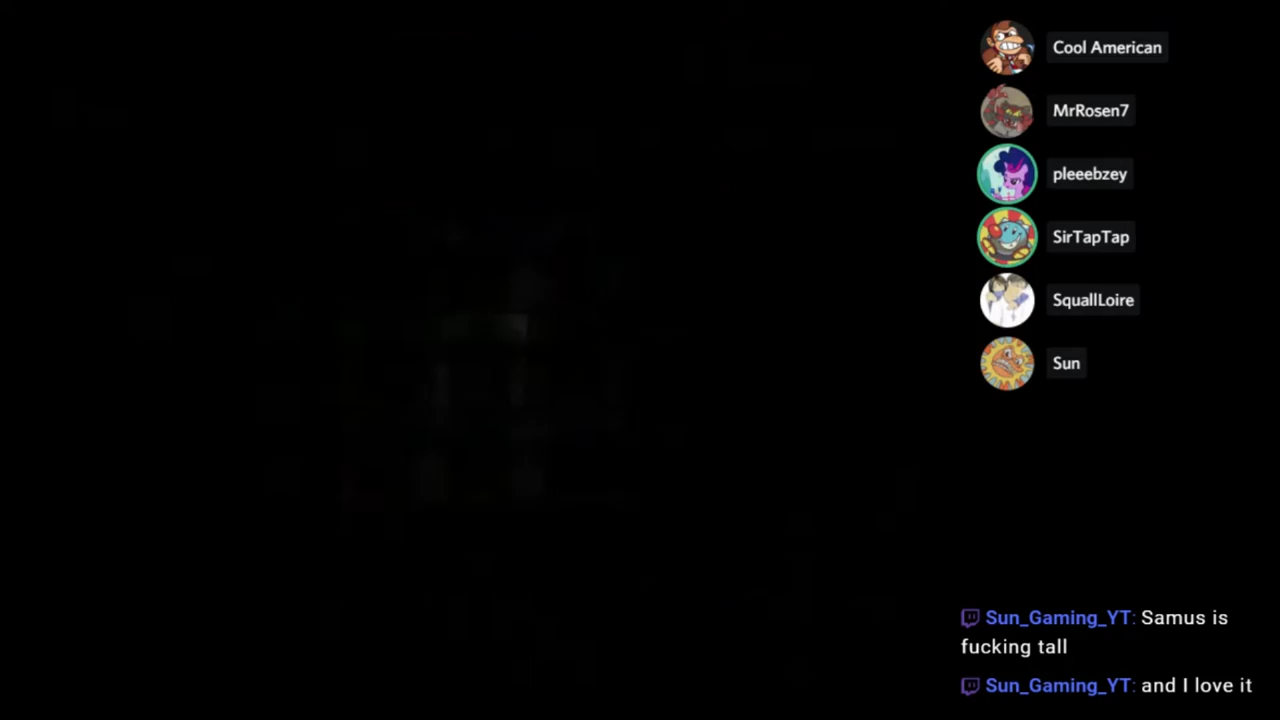 Cool American
MrRosen7
pleeebzey
SirTapTap
SquallLoire
Sun
Sun_Gaming_YT: Samus is
fucking tall
Sun_Gaming_YT: and I love it